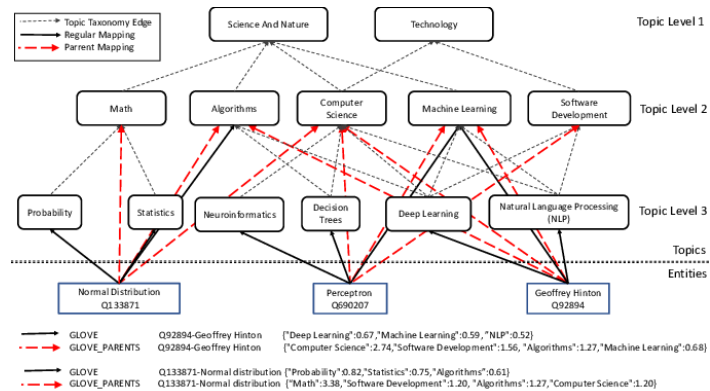 Topic Taxonomy Edge
Regular Mapping
Parent Mapping
Science And Nature
Technology
Topic Level 1
Math
Algorithms
Computer
Science
Machine Learning
Software
Development
Topic Level 2
Probability
Statistics
Neuroinformatics
Decision
Trees
Deep Learning
Natural Language Processing
(NLP)
Topic Level 3
Topics
Entities
Normal Distribution
Q133871
Perceptron
Q690207
Geoffrey Hinton
Q92894
GLOVE Q92894-Geoffrey Hinton {"Deep Learning":0.67,"Machine Learning":0.59, "NLP":0.52}
GLOVE_PARENTS Q92894-Geoffrey Hinton {"Computer Science":2.74,"Software Development":1.56, "Algorithms":1.27,"Machine Learning":0.68}
GLOVE Q133871-Normal distribution {"Probability":0.82,"Statistics":0.75,"Algorithms":0.61}
GLOVE_PARENTS Q133871-Normal distribution {"Math":3.38,"Software Development":1.20, "Algorithms":1.27,"Computer Science":1.20}